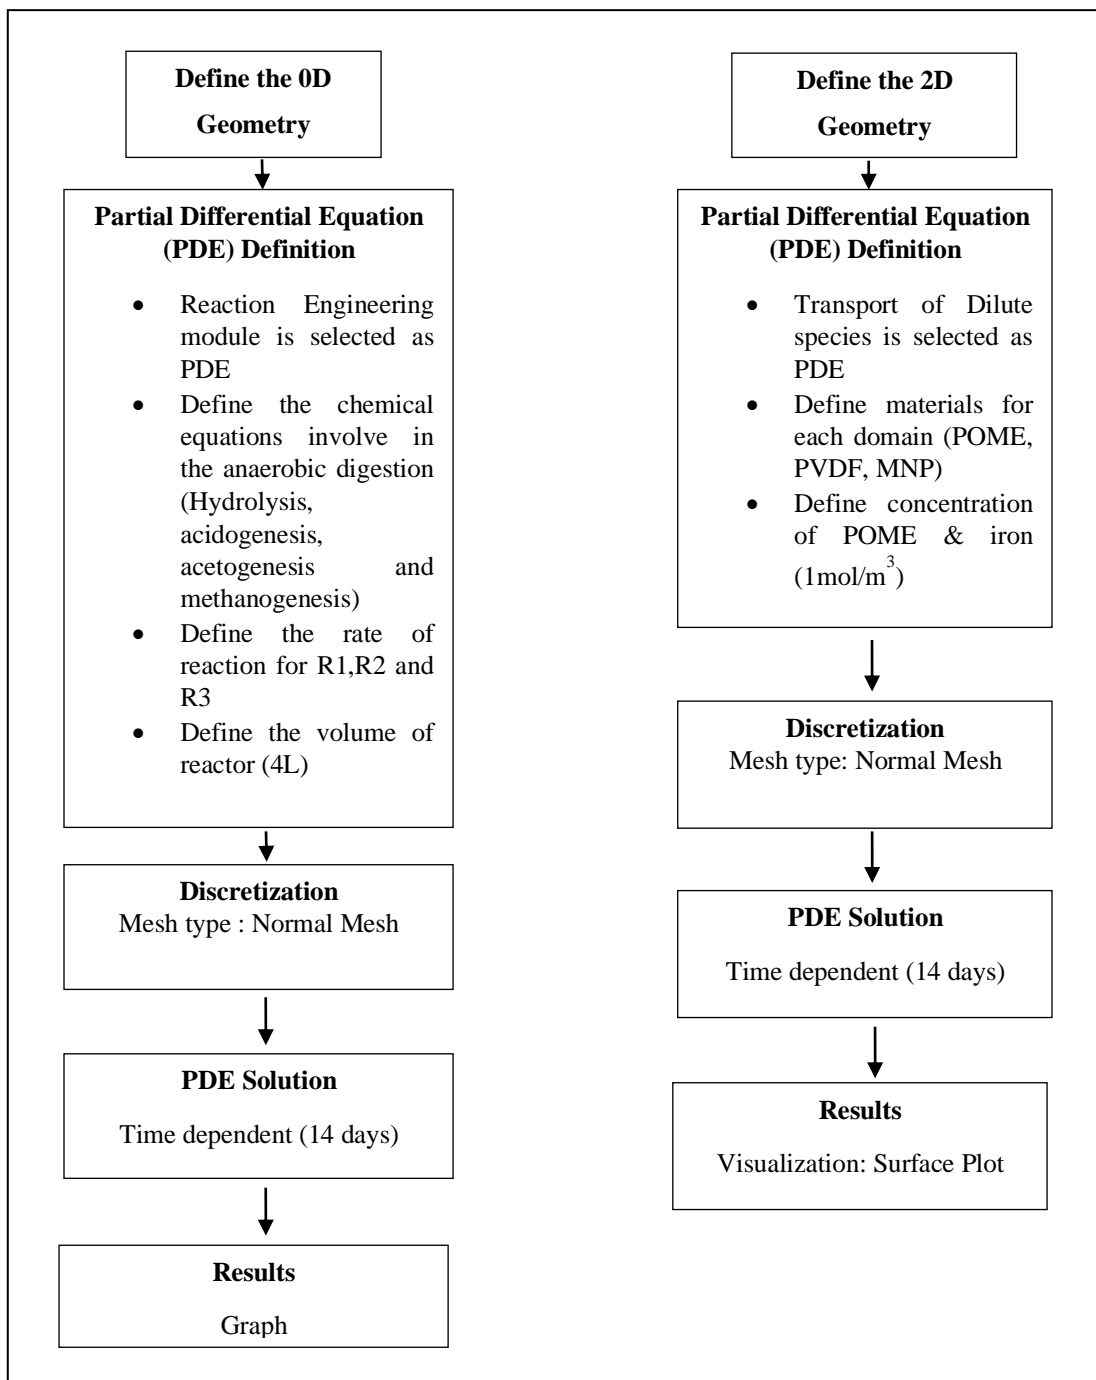 Define the 0D
Geometry
Partial Differential Equation
(PDE) Definition
• Reaction Engineering
module is selected as
PDE
• Define the chemical
equations involve in
the anaerobic digestion
(Hydrolysis,
acidogenesis,
acetogenesis and
methanogenesis)
• Define the rate of
reaction for R1,R2 and
R3
• Define the volume of
reactor (4L)
Discretization
Mesh type : Normal Mesh
PDE Solution
Time dependent (14 days)
Results
Graph
Define the 2D
Geometry
Partial Differential Equation
(PDE) Definition
• Transport of Dilute
species is selected as
PDE
• Define materials for
each domain (POME,
PVDF, MNP)
• Define concentration
of POME & iron
(1mol/m³)
Discretization
Mesh type: Normal Mesh
PDE Solution
Time dependent (14 days)
Results
Visualization: Surface Plot